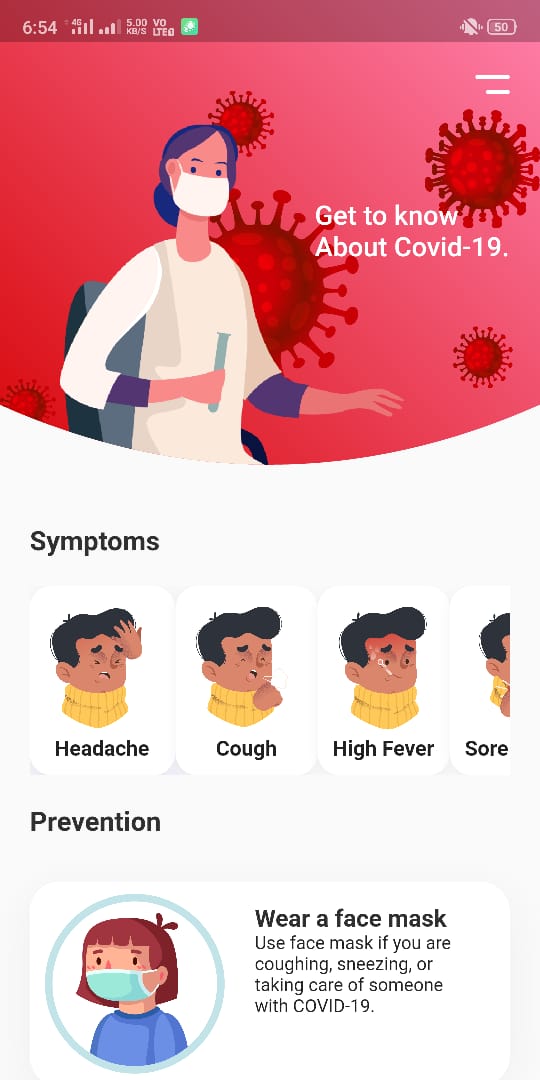 6:54 4G 5.00 KB/S VO LTE 50
Get to know
About Covid-19.
Symptoms
Headache Cough High Fever Sore
Prevention
Wear a face mask
Use face mask if you are
coughing, sneezing, or
taking care of someone
with COVID-19.